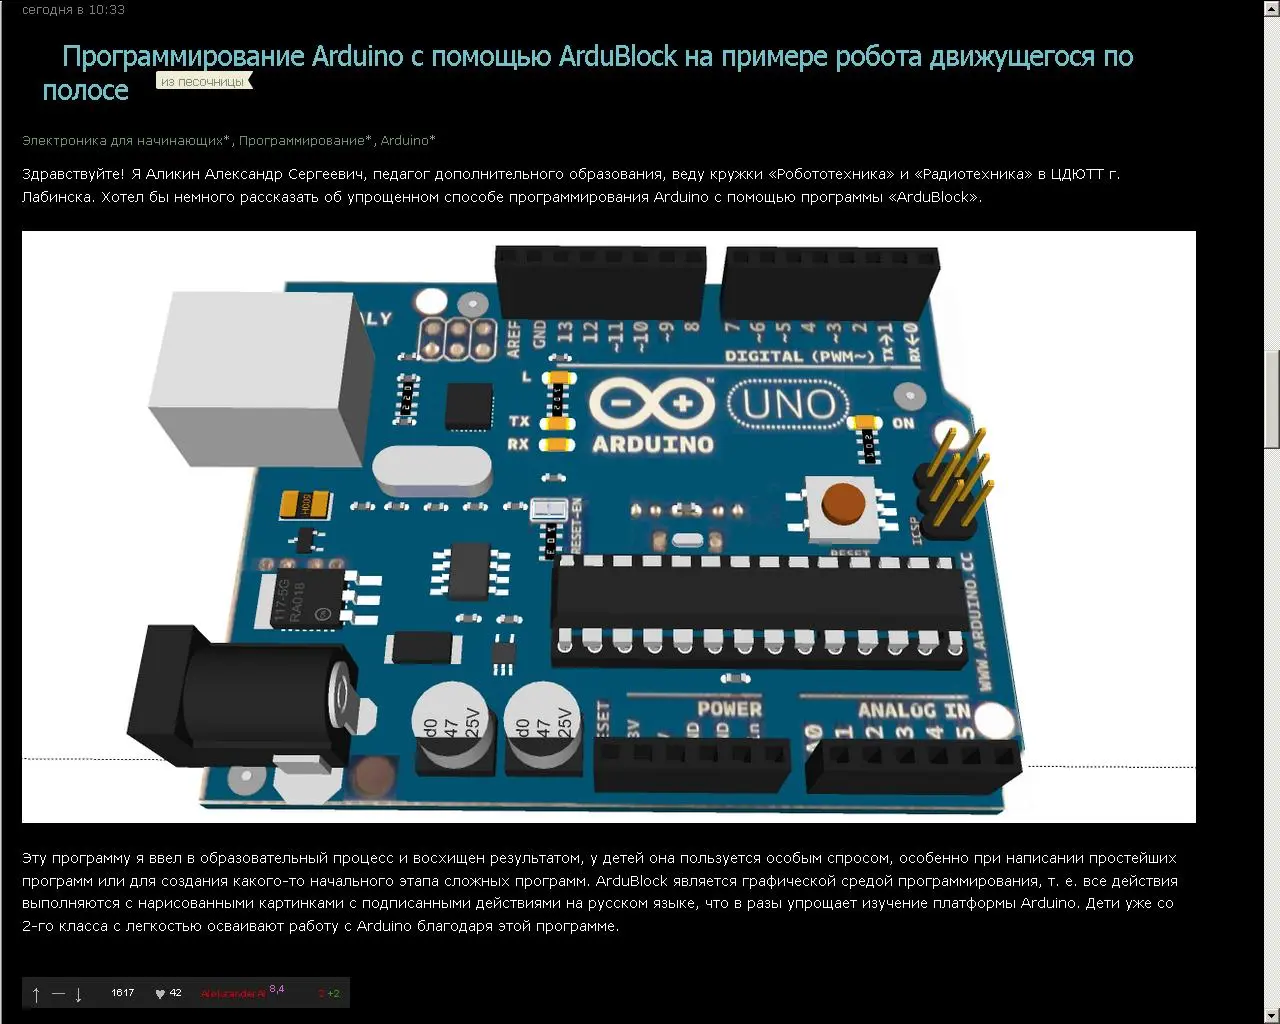 сегодня в 10:33
Программирование Arduino с помощью ArduBlock на примере робота движущегося по
полосе из песочницы
Электроника для начинающих*, Программирование*, Arduino*
Здравствуйте! Я Аликин Александр Сергеевич, педагог дополнительного образования, веду кружки «Робототехника» и «Радиотехника» в ЦДЮТТ г.
Лабинска. Хотел бы немного рассказать об упрощенном способе программирования Arduino с помощью программы «ArduBlock».
LY
AREF GND 13 12 ~11 ~10 ~9 8 7 ~6 ~5 4 ~3 2 TX→1 RX←0
DIGITAL (PWM~)
L
TX
RX
ARDUINO
UNO
ON
RESET-EN
ICSP
RESET
117-5G
RA018
WWW.ARDUINO.CC
POWER
ANALOG IN
d0
47
25V
d0
47
25V
A0 1 2 3 4 5
Эту программу я ввел в образовательный процесс и восхищен результатом, у детей она пользуется особым спросом, особенно при написании простейших
программ или для создания какого-то начального этапа сложных программ. ArduBlock является графической средой программирования, т. е. все действия
выполняются с нарисованными картинками с подписанными действиями на русском языке, что в разы упрощает изучение платформы Arduino. Дети уже со
2-го класса с легкостью осваивают работу с Arduino благодаря этой программе.
↑ — ↓ 1617 42 AleksanderAl 8,4 2 +2